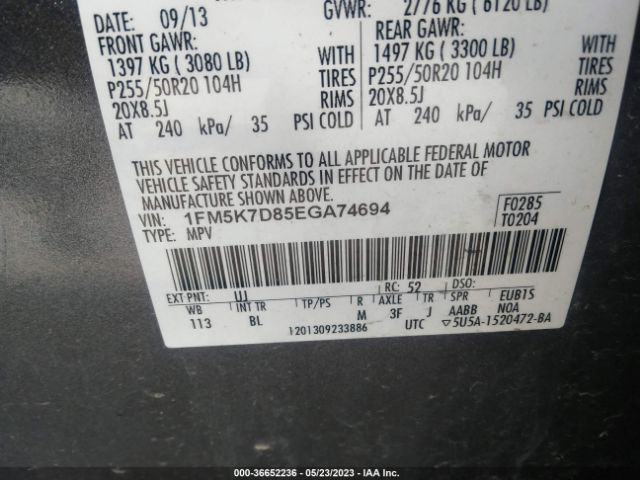 DATE: 09/13 GVWR: 2776 KG ( 6120 LB)
FRONT GAWR: REAR GAWR:
1397 KG ( 3080 LB) WITH 1497 KG ( 3300 LB) WITH
P255/50R20 104H TIRES P255/50R20 104H TIRES
20X8.5J RIMS 20X8.5J RIMS
AT 240 kPa/ 35 PSI COLD AT 240 kPa/ 35 PSI COLD
THIS VEHICLE CONFORMS TO ALL APPLICABLE FEDERAL MOTOR
VEHICLE SAFETY STANDARDS IN EFFECT ON THE DATE OF
MANUFACTURE SHOWN ABOVE.
VIN: 1FM5K7D85EGA74694 F0285
TYPE: MPV T0204
EXT PNT: UJ RC: 52 DSO:
WB INT TR TP/PS R AXLE TR SPR EUB1S
113 BL M 3F J AABB NOA
1201309233886 UTC ▽5U5A-1520472-BA
000-36652236 - 05/23/2023 - IAA Inc.